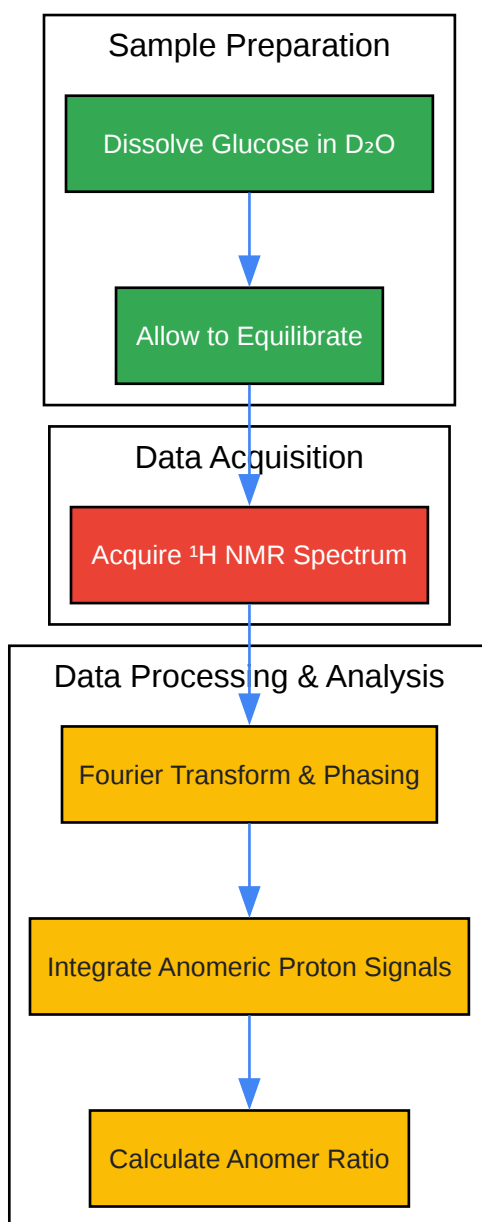 Sample Preparation
Dissolve Glucose in D₂O
Allow to Equilibrate
Data Acquisition
Acquire ¹H NMR Spectrum
Data Processing & Analysis
Fourier Transform & Phasing
Integrate Anomeric Proton Signals
Calculate Anomer Ratio